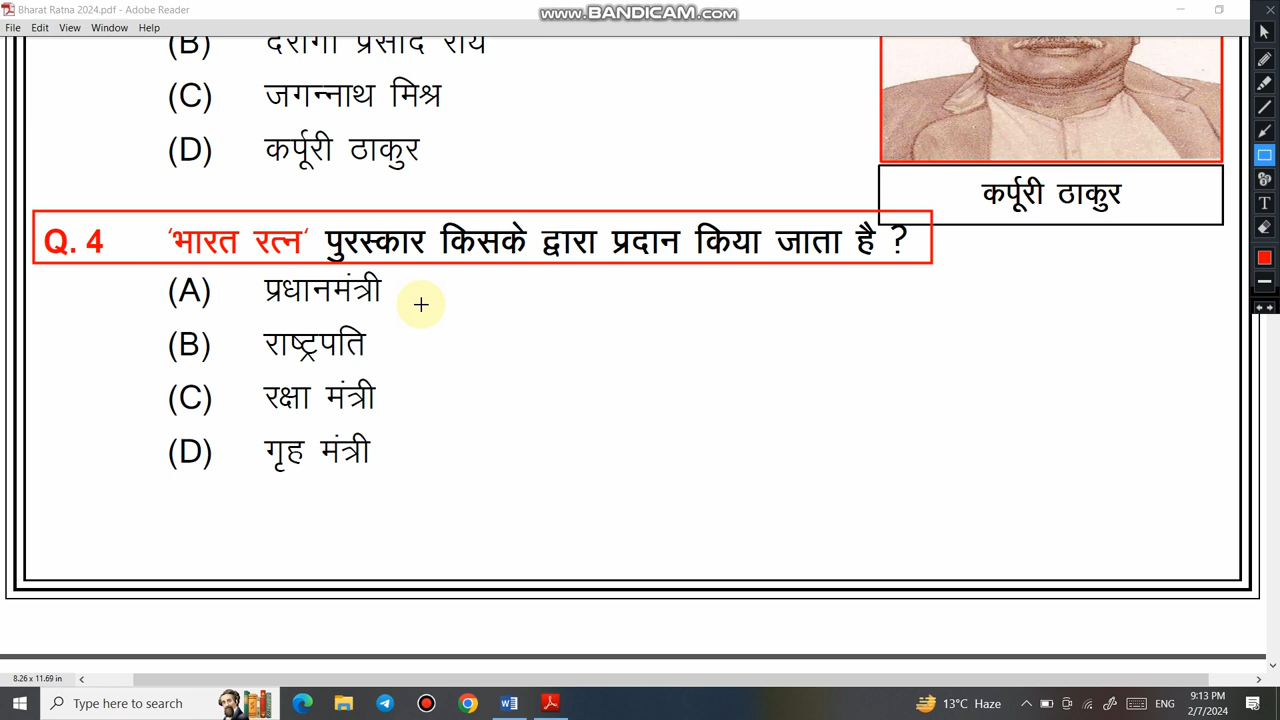 Bharat Ratna 2024.pdf - Adobe Reader
www.BANDICAM.com
File Edit View Window Help
(B) दरोगा प्रसाद राय
(C) जगन्नाथ मिश्र
(D) कर्पूरी ठाकुर
कर्पूरी ठाकुर
Q. 4 'भारत रत्न' पुरस्कार किसके द्वारा प्रदान किया जाता है ?
(A) प्रधानमंत्री
(B) राष्ट्रपति
(C) रक्षा मंत्री
(D) गृह मंत्री
8.26 x 11.69 in
Type here to search
13°C Haze
ENG
9:13 PM
2/7/2024